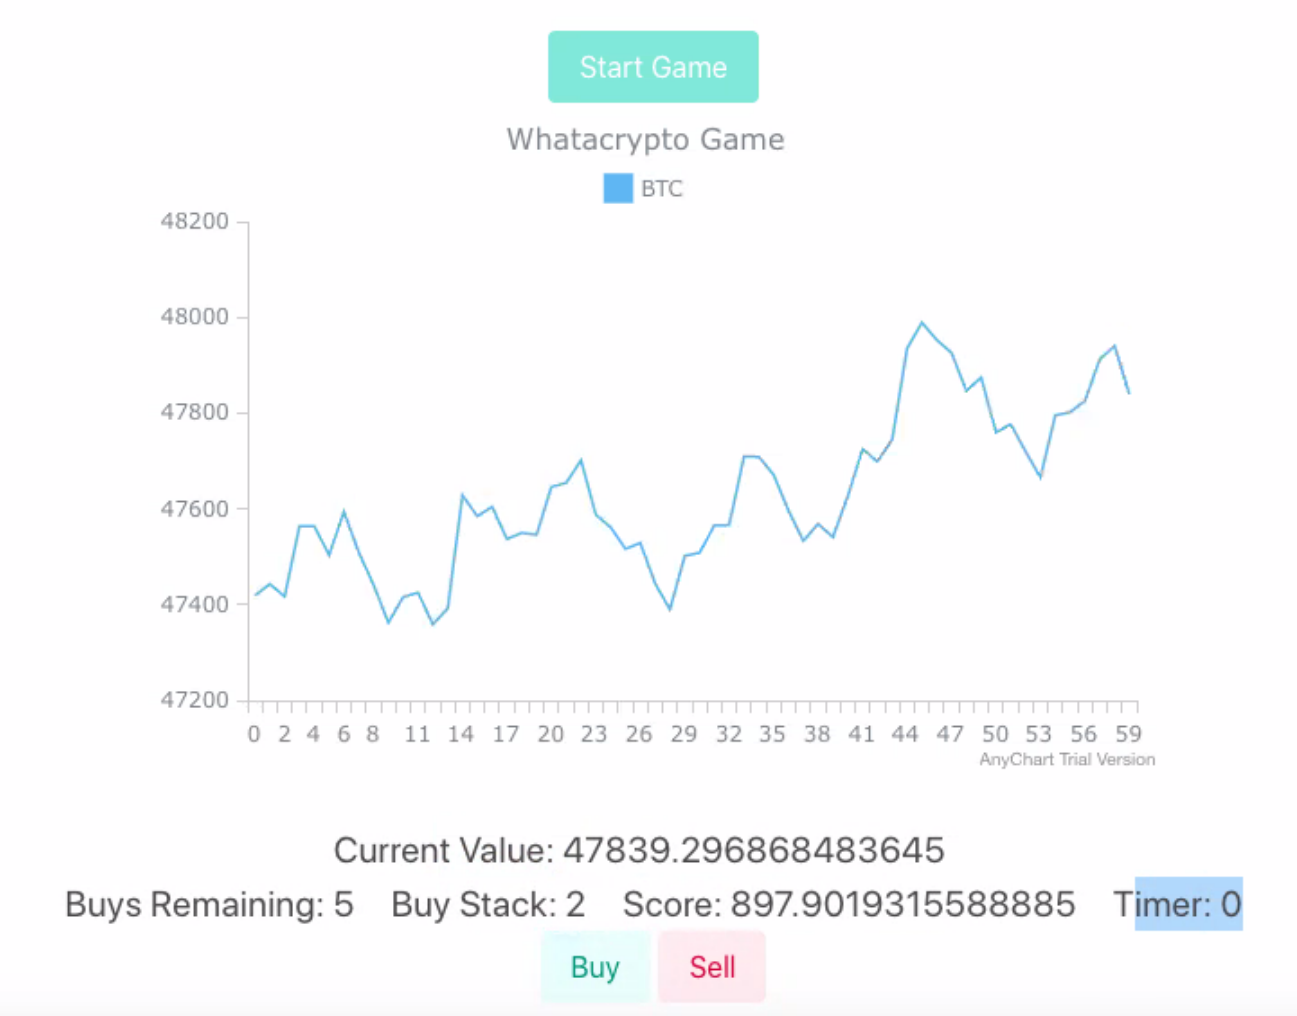 Start Game
Whatacrypto Game
BTC
48200
48000
47800
47600
47400
47200
0 2 4 6 8 11 14 17 20 23 26 29 32 35 38 41 44 47 50 53 56 59
AnyChart Trial Version
Current Value: 47839.296868483645
Buys Remaining: 5 Buy Stack: 2 Score: 897.9019315588885 Timer: 0
Buy Sell